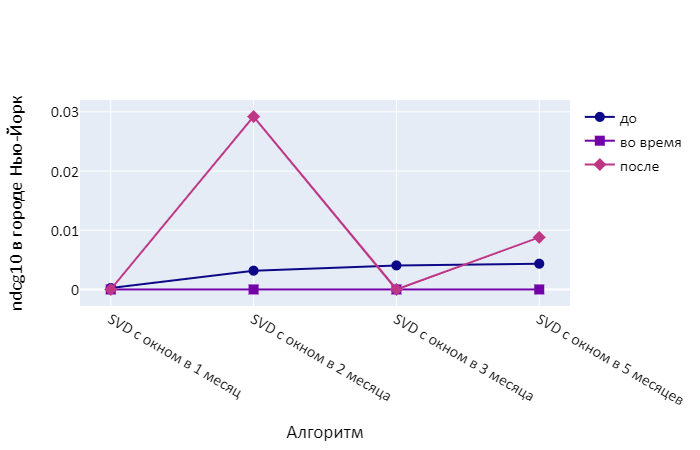 ndcg10 в городе Нью-Йорк
0.03
0.02
0.01
0
SVD с окном в 1 месяц
SVD с окном в 2 месяца
SVD с окном в 3 месяца
SVD с окном в 5 месяцев
Алгоритм
до
во время
после